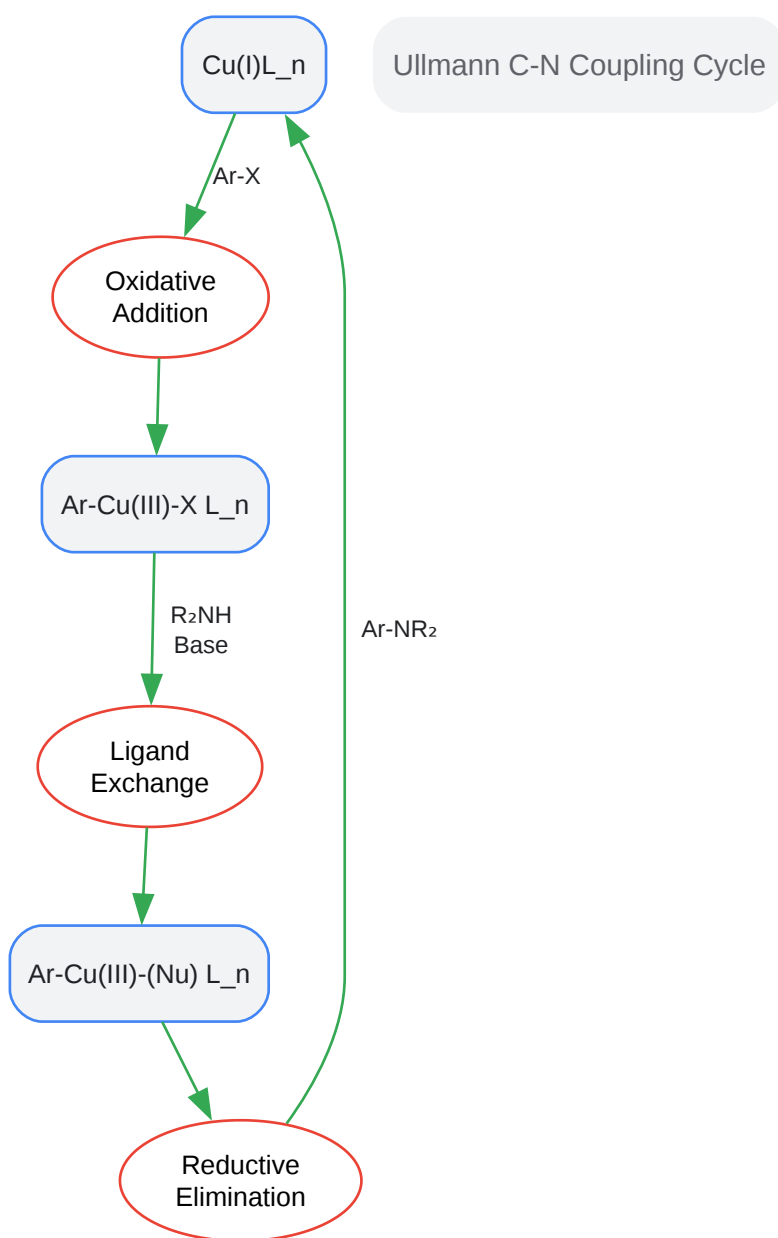 Cu(I)L_n
Ullmann C-N Coupling Cycle
Ar-X
Oxidative
Addition
Ar-Cu(III)-X L_n
R₂NH
Base
Ar-NR₂
Ligand
Exchange
Ar-Cu(III)-(Nu) L_n
Reductive
Elimination